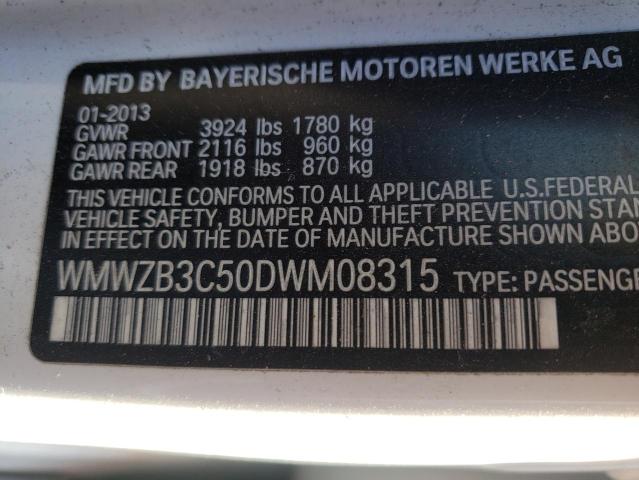 MFD BY BAYERISCHE MOTOREN WERKE AG
01-2013
GVWR 3924 lbs 1780 kg
GAWR FRONT 2116 lbs 960 kg
GAWR REAR 1918 lbs 870 kg
THIS VEHICLE CONFORMS TO ALL APPLICABLE U.S.FEDERAL
VEHICLE SAFETY, BUMPER AND THEFT PREVENTION STAN
EFFECT ON THE DATE OF MANUFACTURE SHOWN ABO
WMWZB3C50DWM08315 TYPE: PASSENGE